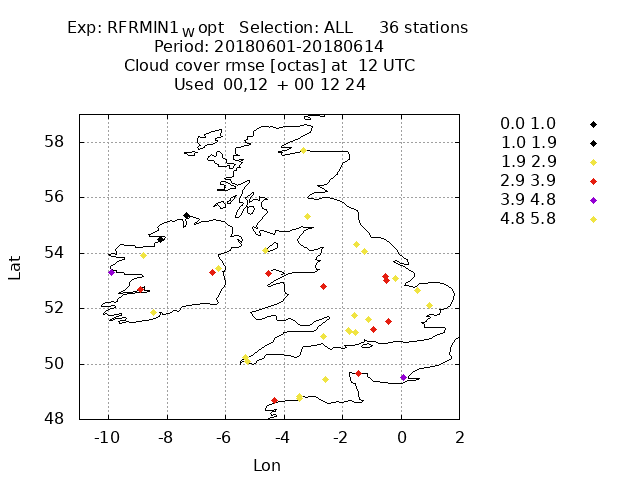 Exp: RFRMIN1wopt Selection: ALL 36 stations
Period: 20180601-20180614
Cloud cover rmse [octas] at 12 UTC
Used 00,12 + 00 12 24
0.0 1.0
1.0 1.9
1.9 2.9
2.9 3.9
3.9 4.8
4.8 5.8
58
56
54
52
50
48
Lat
-10 -8 -6 -4 -2 0 2
Lon